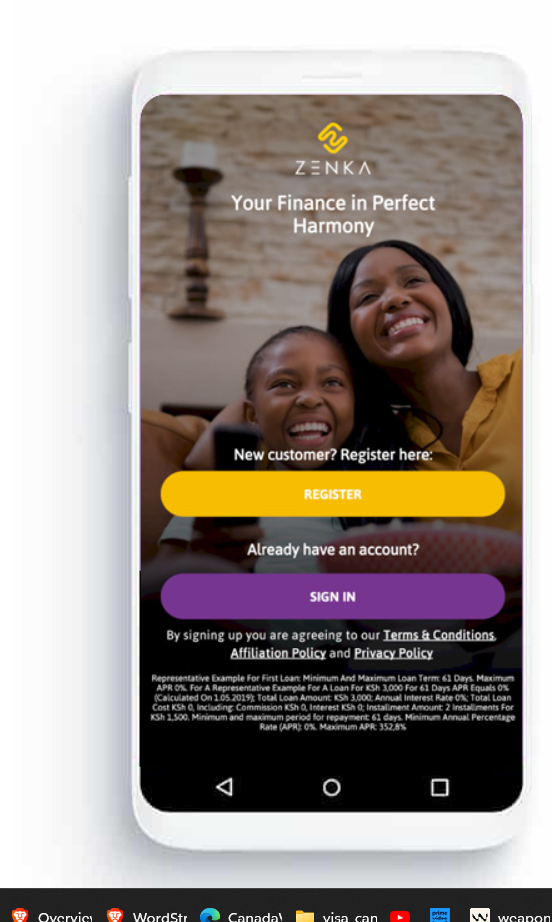 ZENKA
Your Finance in Perfect
Harmony
New customer? Register here:
REGISTER
Already have an account?
SIGN IN
By signing up you are agreeing to our Terms & Conditions,
Affiliation Policy and Privacy Policy
Representative Example For First Loan: Minimum And Maximum Loan Term: 61 Days. Maximum
APR 0%. For A Representative Example For A Loan For KSh 3,000 For 61 Days APR Equals 0%
(Calculated On 1.05.2019); Total Loan Amount: KSh 3,000; Annual Interest Rate 0%; Total Loan
Cost KSh 0, Including: Commission KSh 0, Interest KSh 0; Installment Amount: 2 Installments For
KSh 1,500. Minimum and maximum period for repayment: 61 days. Minimum Annual Percentage
Rate (APR): 0%. Maximum APR: 352,8%
Overvie
WordStr
Canada
visa can
prime video
weapon